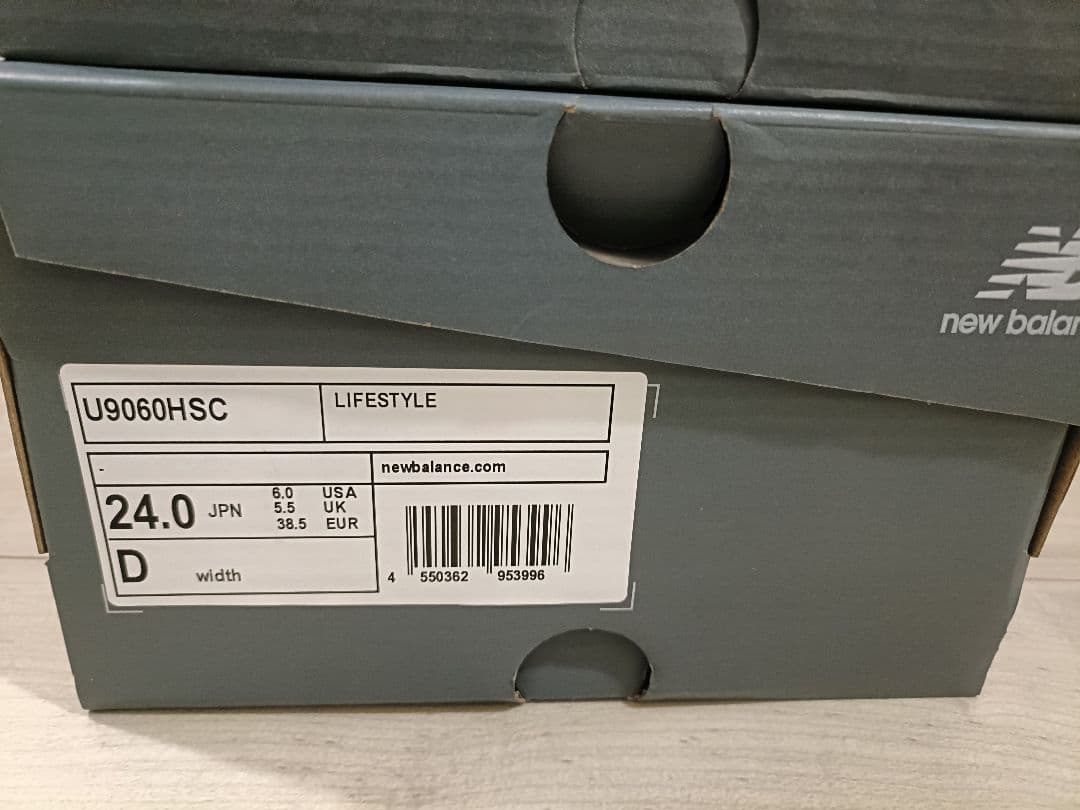 new balan
U9060HSC
LIFESTYLE
-
newbalance.com
24.0 JPN
6.0 USA
5.5 UK
38.5 EUR
D width
4 550362 953996